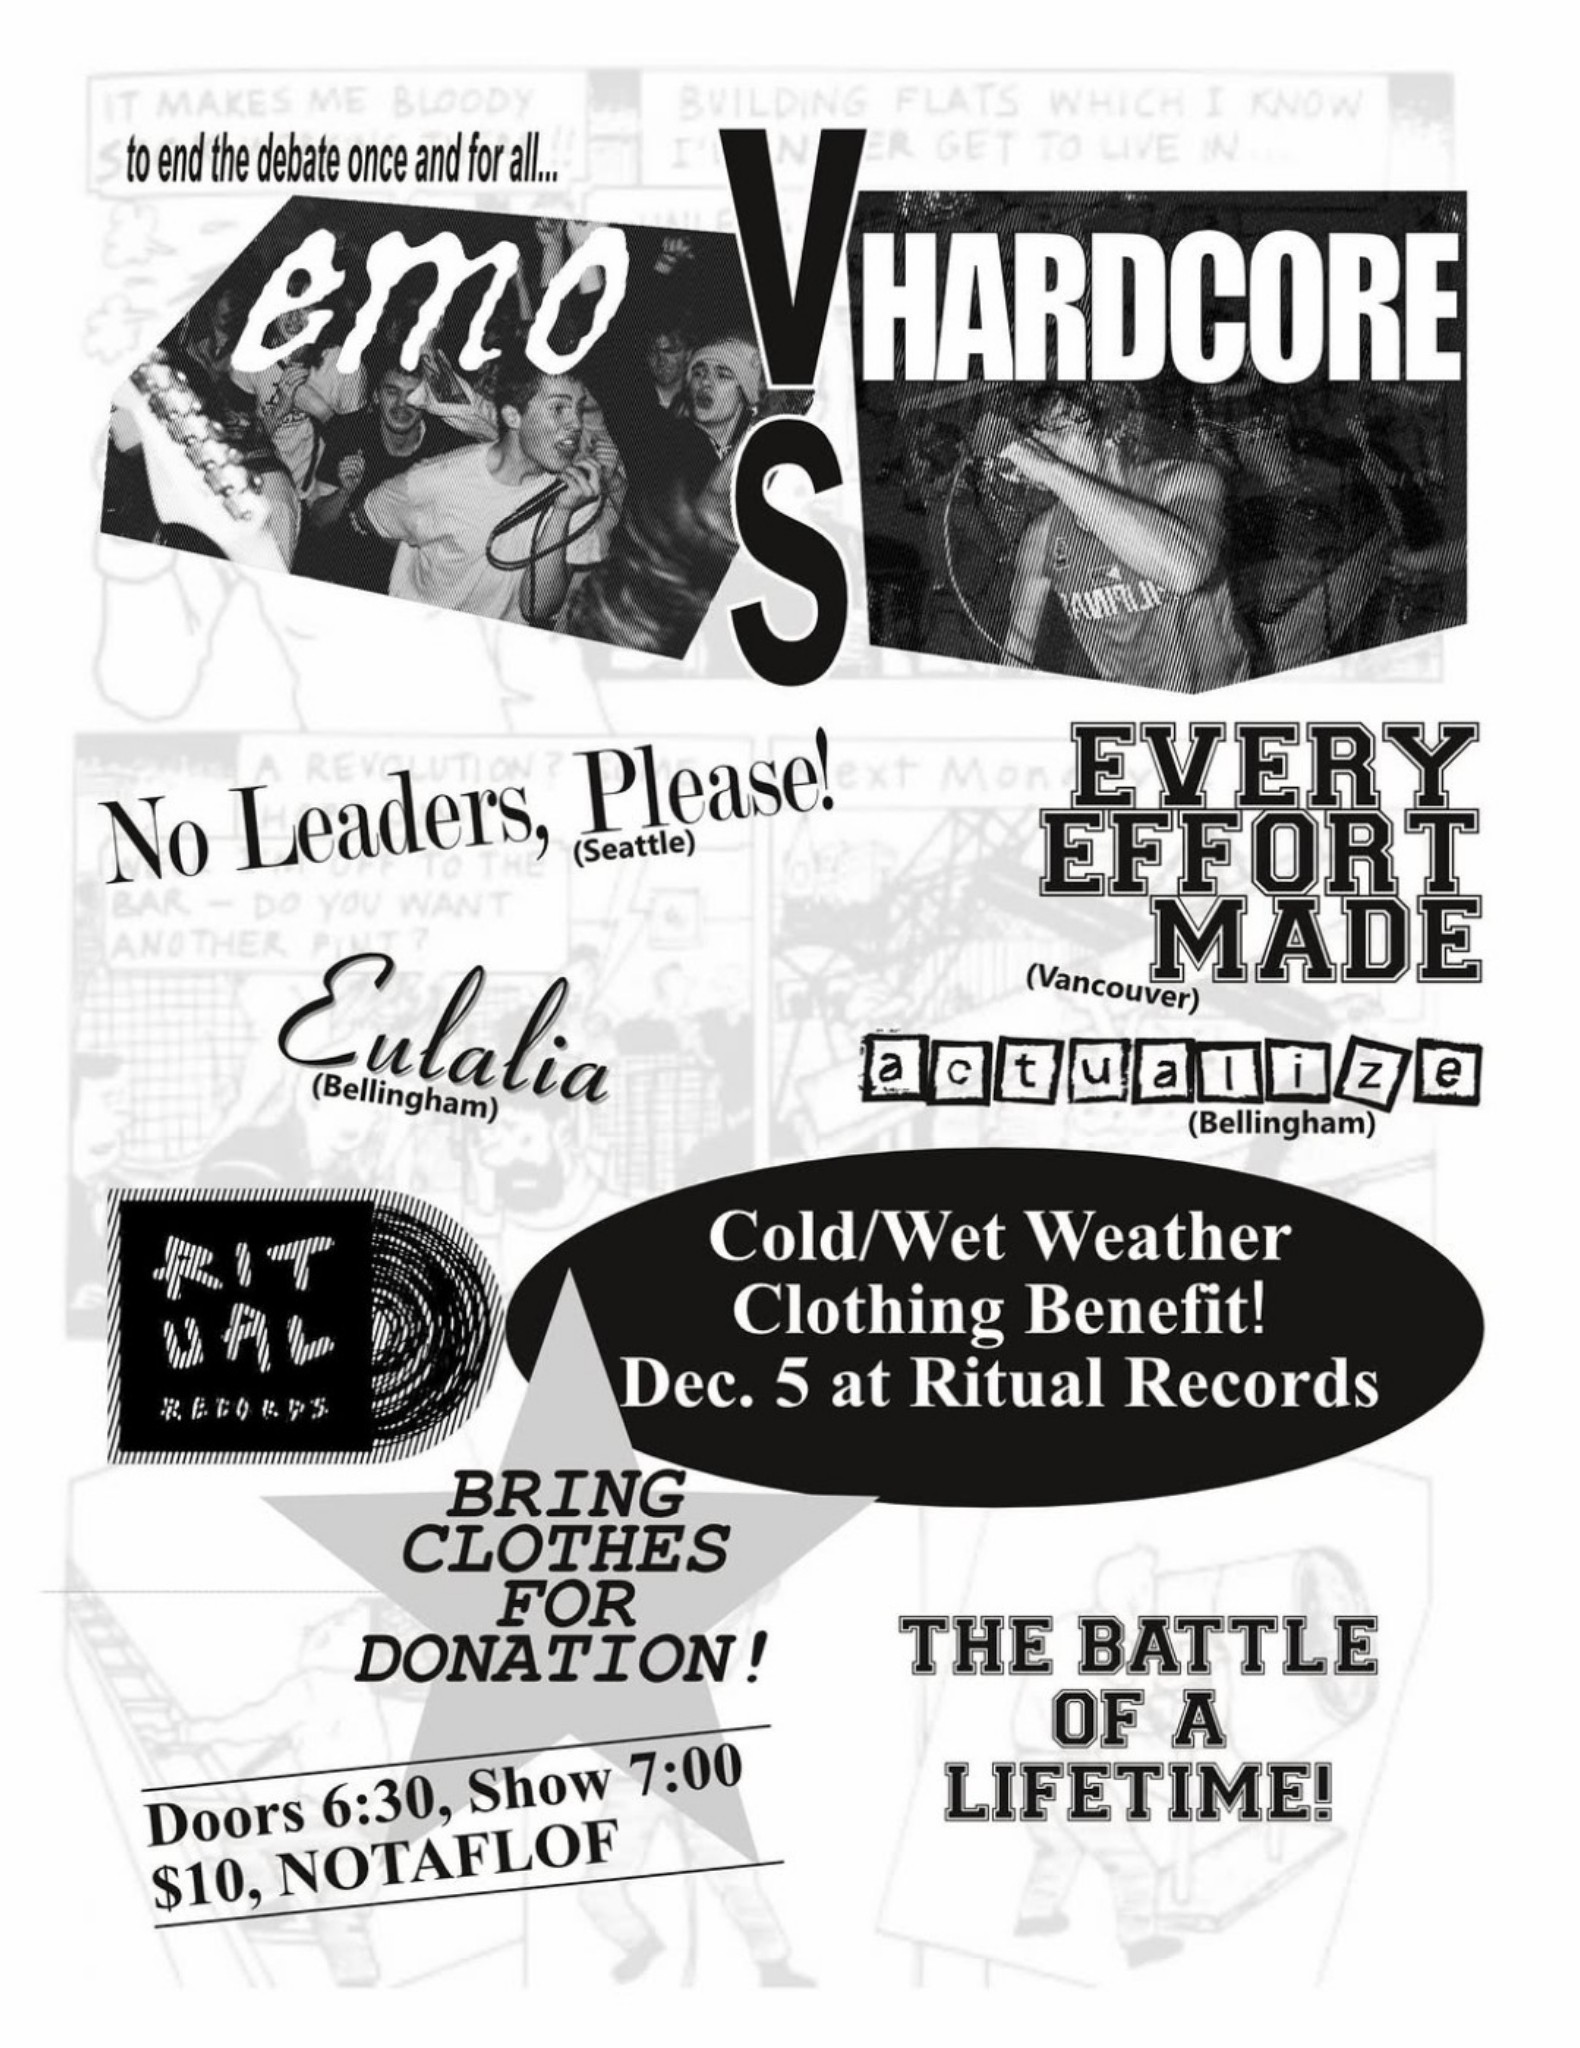 IT MAKES ME BLOODY
BUILDING FLATS WHICH I KNOW
GET TO LIVE IN...
to end the debate once and for all...
emo
VS
HARDCORE
A REVOLUTION?
No Leaders, Please!
(Seattle)
EVERY
EFFORT
MADE
(Vancouver)
OFF TO THE
BAR – DO YOU WANT
ANOTHER PINT?
Eulalia
(Bellingham)
actualize
(Bellingham)
RIT
UAL
RECORDS
Cold/Wet Weather
Clothing Benefit!
Dec. 5 at Ritual Records
BRING
CLOTHES
FOR
DONATION!
THE BATTLE
OF A
LIFETIME!
Doors 6:30, Show 7:00
$10, NOTAFLOF